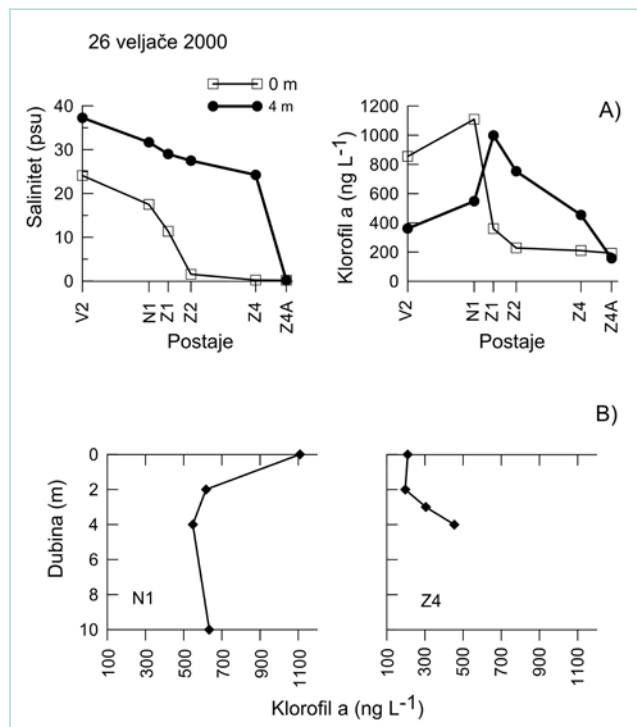 26 veljače 2000
0 m
4 m
A)
Salinitet (psu)
40
30
20
10
0
V2
N1
Z1
Z2
Z4
Z4A
Postaje
Klorofil a (ng L-1)
1200
1000
800
600
400
200
0
V2
N1
Z1
Z2
Z4
Z4A
Postaje
B)
Dubina (m)
0
2
4
6
8
10
N1
100
300
500
700
900
1100
Z4
100
300
500
700
900
1100
Klorofil a (ng L-1)